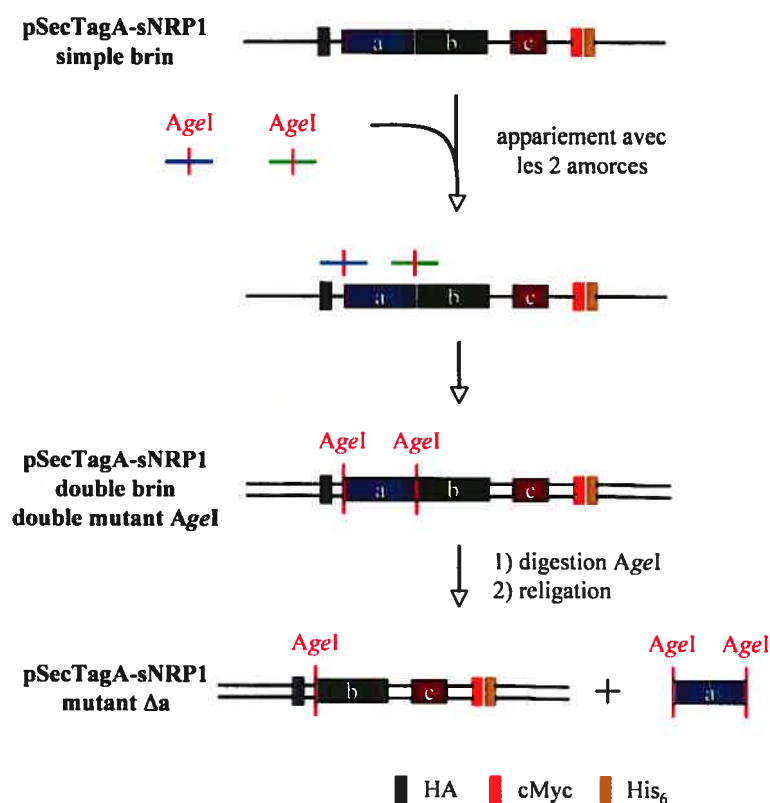 pSecTagA-sNRP1
simple brin
a b c
AgeI AgeI
appariement avec
les 2 amorces
a b c
AgeI AgeI
pSecTagA-sNRP1
double brin
double mutant AgeI
a b c
1) digestion AgeI
2) religation
AgeI
AgeI AgeI
pSecTagA-sNRP1
mutant Δa
b c + a
HA cMyc His₆